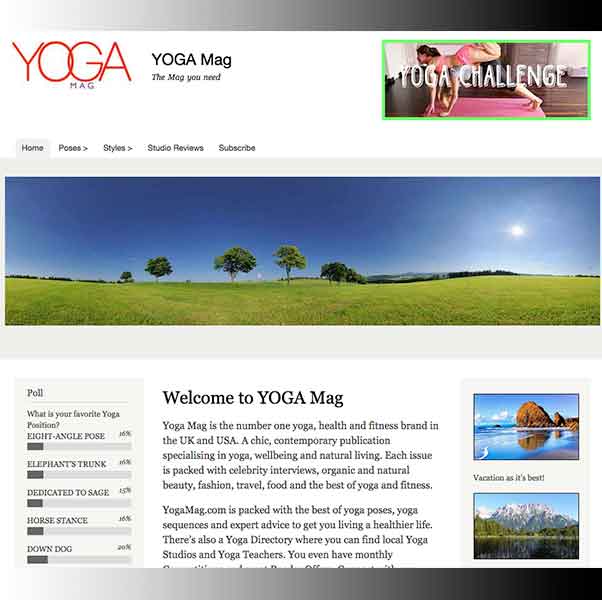 YOGA
MAG
YOGA Mag
The Mag you need
YOGA CHALLENGE
Home Poses > Styles > Studio Reviews Subscribe
Poll
What is your favorite Yoga
Position?
EIGHT-ANGLE POSE 16%
ELEPHANT'S TRUNK 16%
DEDICATED TO SAGE 15%
HORSE STANCE 16%
DOWN DOG 20%
Welcome to YOGA Mag
Yoga Mag is the number one yoga, health and fitness brand in
the UK and USA. A chic, contemporary publication
specialising in yoga, wellbeing and natural living. Each issue
is packed with celebrity interviews, organic and natural
beauty, fashion, travel, food and the best of yoga and fitness.
YogaMag.com is packed with the best of yoga poses, yoga
sequences and expert advice to get you living a healthier life.
There's also a Yoga Directory where you can find local Yoga
Studios and Yoga Teachers. You even have monthly
Vacation as it's best!